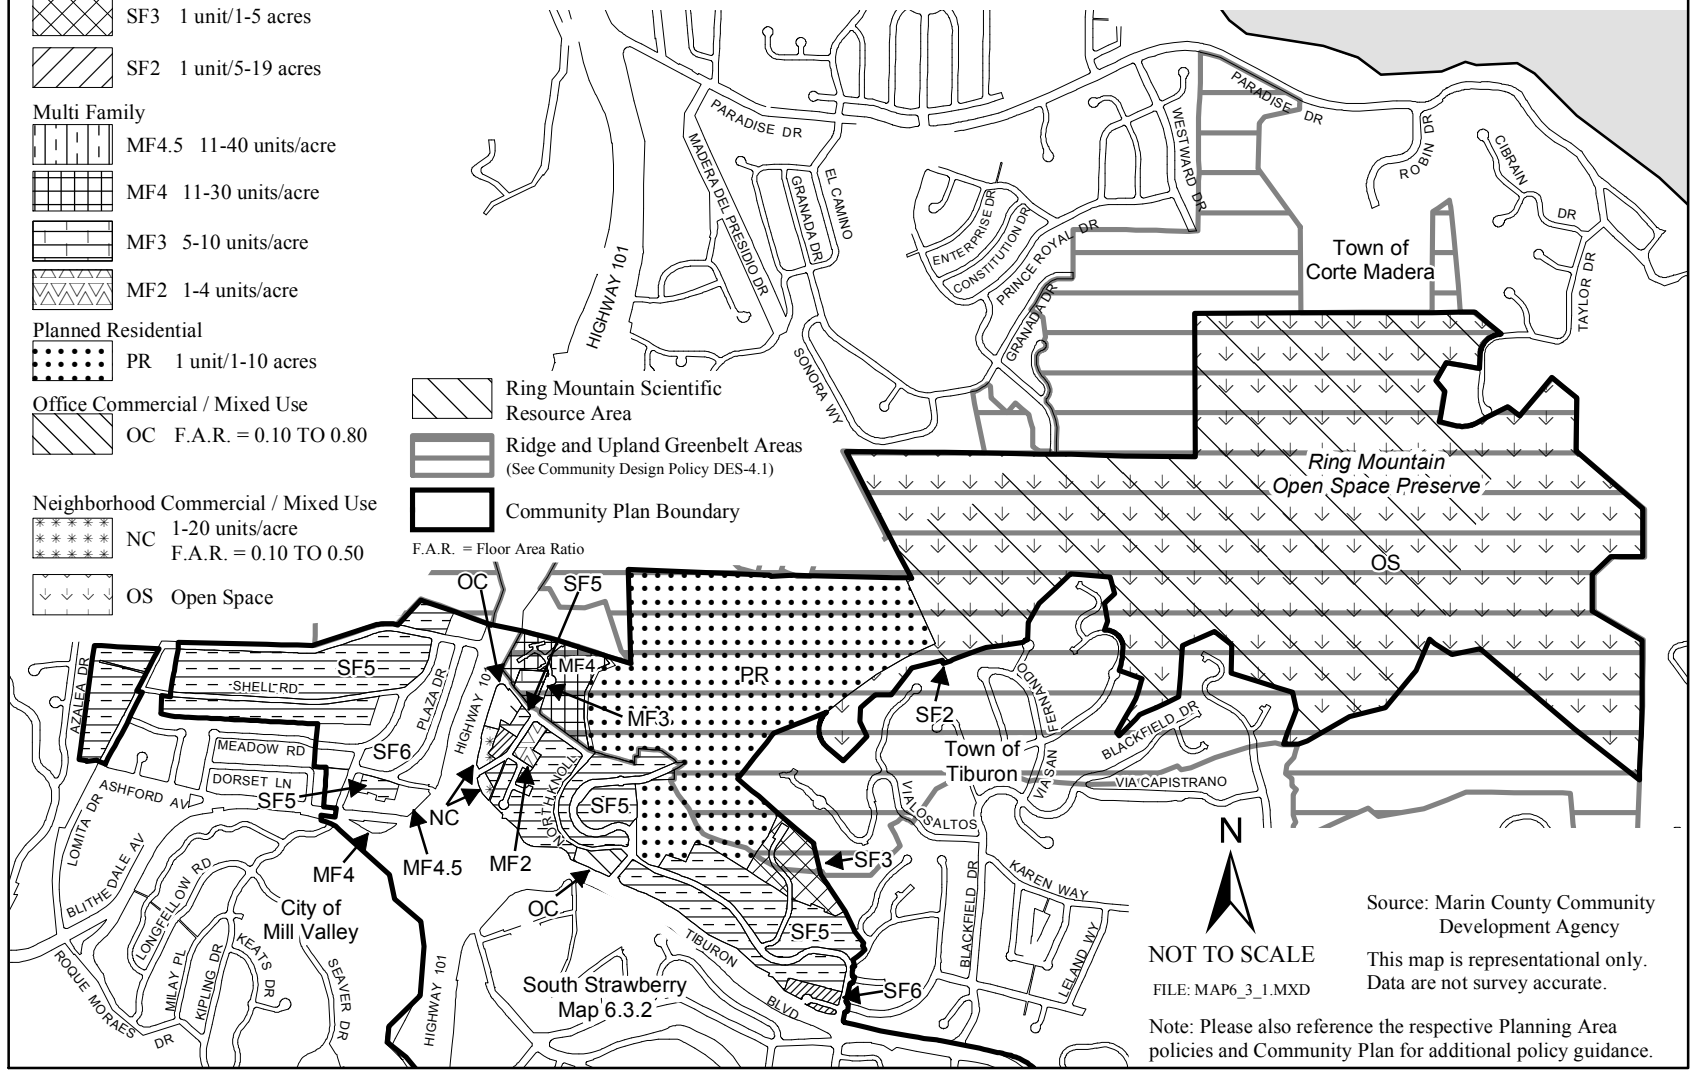 SF3 1 unit/1-5 acres
SF2 1 unit/5-19 acres
Multi Family
MF4.5 11-40 units/acre
MF4 11-30 units/acre
MF3 5-10 units/acre
MF2 1-4 units/acre
Planned Residential
PR 1 unit/1-10 acres
Office Commercial / Mixed Use
OC F.A.R. = 0.10 TO 0.80
Neighborhood Commercial / Mixed Use
NC 1-20 units/acre
F.A.R. = 0.10 TO 0.50
OS Open Space
Ring Mountain Scientific
Resource Area
Ridge and Upland Greenbelt Areas
(See Community Design Policy DES-4.1)
Community Plan Boundary
F.A.R. = Floor Area Ratio
PARADISE DR
MADERA DEL PRESIDIO DR
GRANADA DR
EL CAMINO
HIGHWAY 101
SONORA WY
ENTERPRISE DR
CONSTITUTION DR
PRINCE ROYAL DR
GRANADA DR
WESTWARD DR
PARADISE DR
ROBIN DR
CIBRAIN DR
TAYLOR DR
Town of
Corte Madera
Ring Mountain
Open Space Preserve
OS
OC
SF5
SF5
MF4
PR
MF3
SF2
SHELL RD
AZALEA DR
PLAZA DR
HIGHWAY 101
MEADOW RD
SF6
DORSET LN
SF5
ASHFORD AV
LOMITA DR
NC
MF4
MF4.5
MF2
NORTH KNOLL
SF5
SF3
OC
SF5
SF6
Town of
Tiburon
VIA SAN FERNANDO
BLACKFIELD DR
VIA CAPISTRANO
VIA LOS ALTOS
BLACKFIELD DR
KAREN WAY
LELAND WY
BLITHEDALE AV
LONGFELLOW RD
City of
Mill Valley
MILAY PL
KIPLING DR
KEATS DR
SEAVER DR
ROQUE MORAES DR
HIGHWAY 101
South Strawberry
Map 6.3.2
TIBURON BLVD
N
NOT TO SCALE
FILE: MAP6_3_1.MXD
Source: Marin County Community
Development Agency
This map is representational only.
Data are not survey accurate.
Note: Please also reference the respective Planning Area
policies and Community Plan for additional policy guidance.